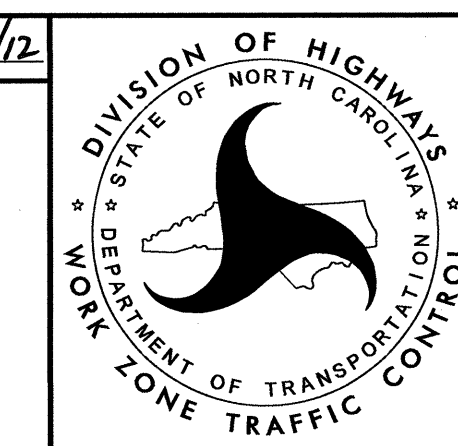 /12
DIVISION OF HIGHWAYS
STATE OF NORTH CAROLINA
DEPARTMENT OF TRANSPORTATION
WORK ZONE TRAFFIC CONTROL